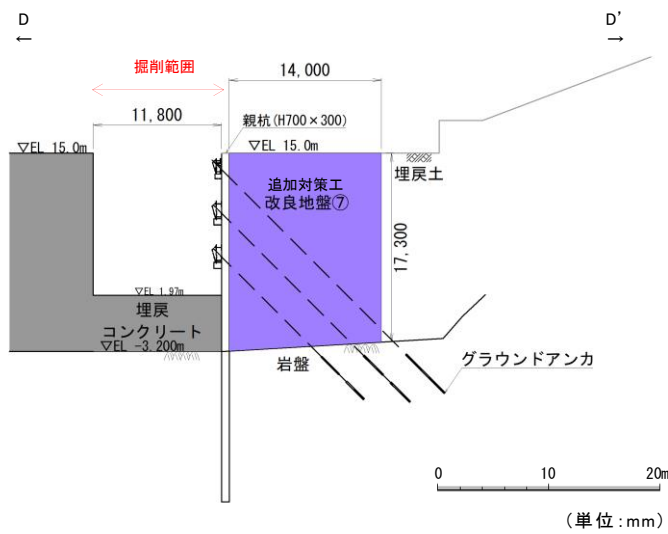 D
D’
←
→
掘削範囲
14,000
11,800
親杭(H700×300)
▽EL 15.0m
▽EL 15.0m
埋戻土
追加対策工
改良地盤⑦
17,300
▽EL 1.97m
埋戻
コンクリート
▽EL -3.200m
岩盤
グラウンドアンカ
0 10 20m
(単位:mm)